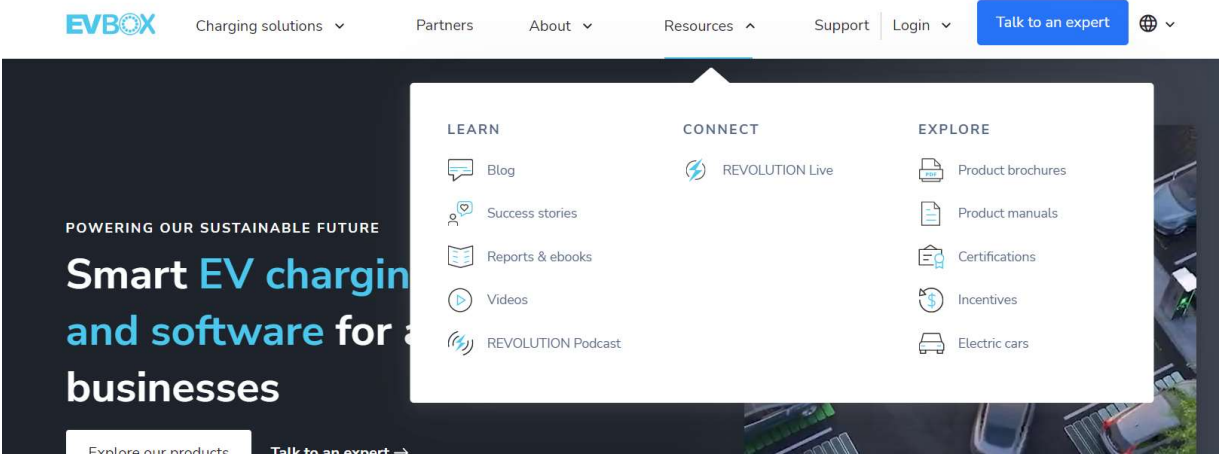 EVBOX
Charging solutions
Partners
About
Resources
Support
Login
Talk to an expert
LEARN
Blog
Success stories
Reports & ebooks
Videos
REVOLUTION Podcast
CONNECT
REVOLUTION Live
EXPLORE
PDF
Product brochures
Product manuals
Certifications
Incentives
Electric cars
POWERING OUR SUSTAINABLE FUTURE
Smart EV chargin
and software for
businesses
Explore our products
Talk to an expert →